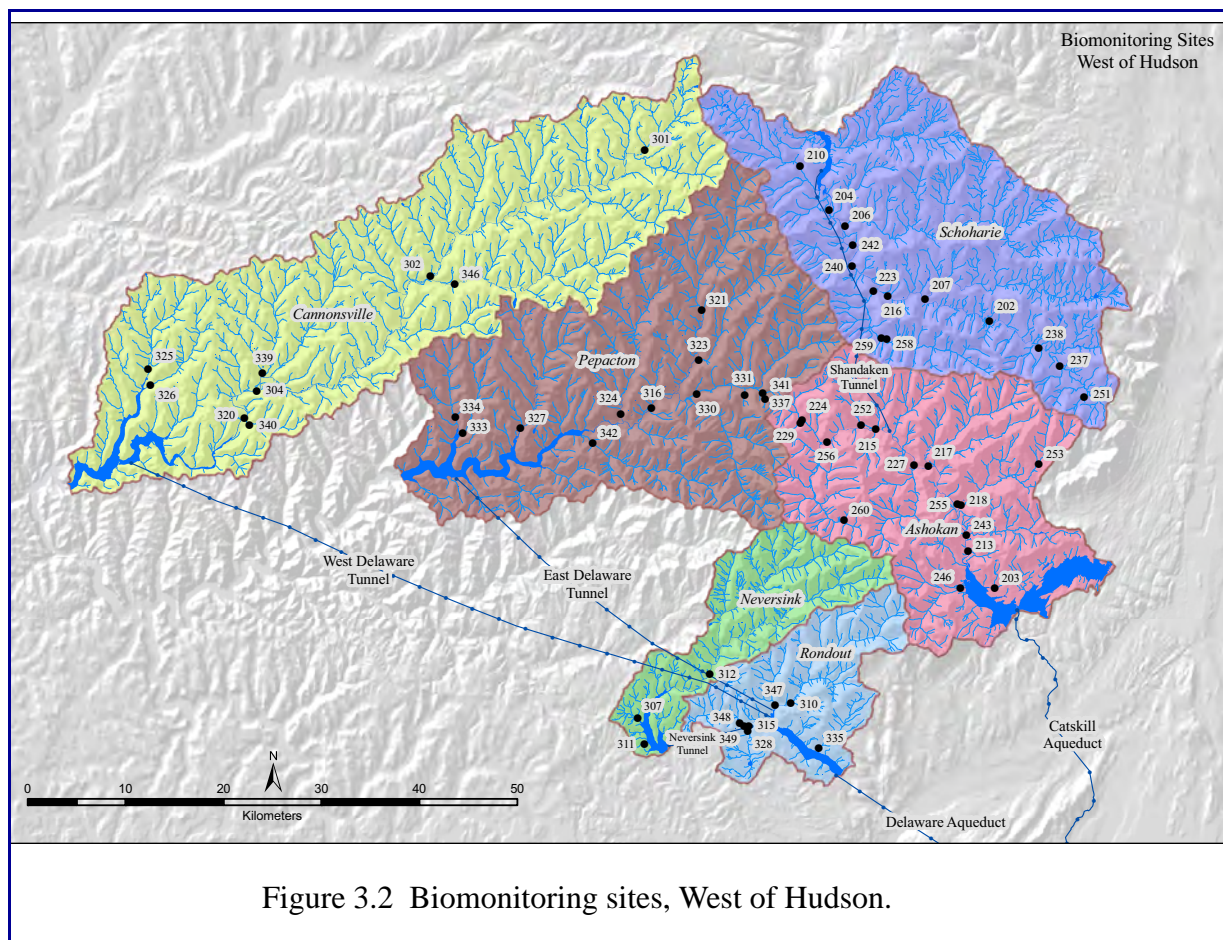 Biomonitoring Sites
West of Hudson
301
210
204
206
Schoharie
242
240
302
346
223
207
216
202
321
Cannonsville
238
259
258
237
325
339
323
Pepacton
Shandaken
Tunnel
326
304
331
341
251
337
316
330
324
320
340
334
327
224
252
333
342
229
256
215
227
217
253
255
218
260
Ashokan
243
213
West Delaware
Tunnel
East Delaware
Tunnel
246
203
Neversink
Rondout
312
347
310
307
348
315
311
Neversink
Tunnel
349
328
335
Catskill
Aqueduct
N
0 10 20 30 40 50
Kilometers
Delaware Aqueduct
Figure 3.2 Biomonitoring sites, West of Hudson.